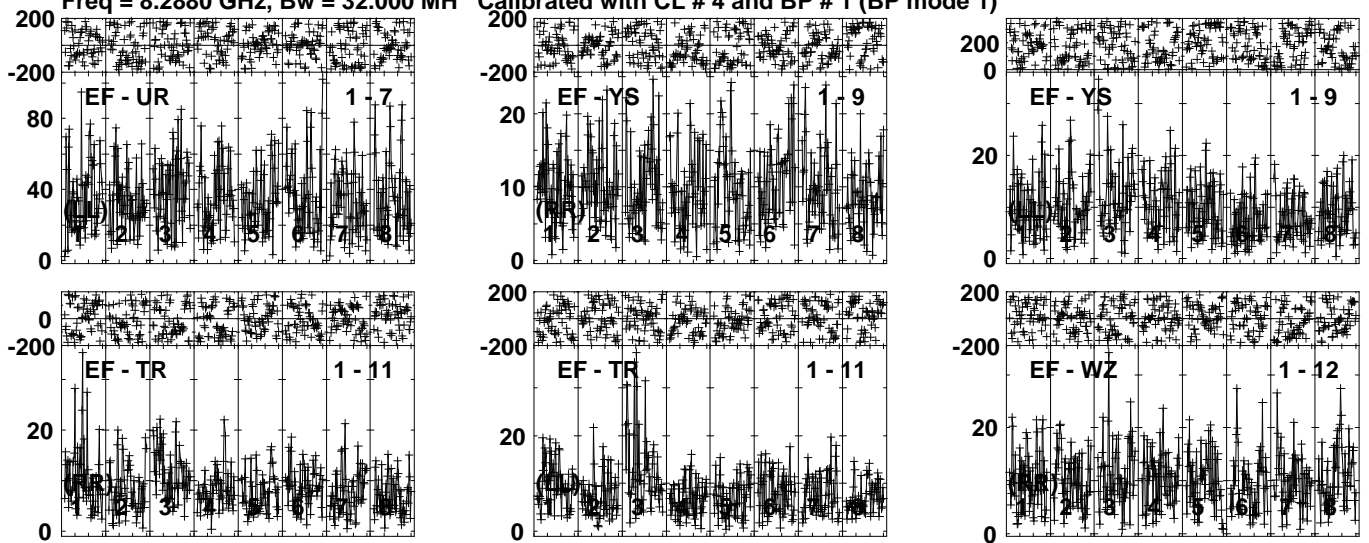 Freq = 8.2880 GHz, Bw = 32.000 MH Calibrated with CL # 4 and BP # 1 (BP mode 1)
200
-200
EF - UR 1 - 7
80
40
0
(LL)
1 2 3 4 5 6 7 8
200
-200
EF - YS 1 - 9
20
10
0
(RR)
1 2 3 4 5 6 7 8
200
0
EF - YS 1 - 9
20
0
(LL)
1 2 3 4 5 6 7 8
0
-200
EF - TR 1 - 11
20
0
(RR)
1 2 3 4 5 6 7 8
200
-200
EF - TR 1 - 11
20
0
(LL)
1 2 3 4 5 6 7 8
200
-200
EF - WZ 1 - 12
20
0
(RR)
1 2 3 4 5 6 7 8